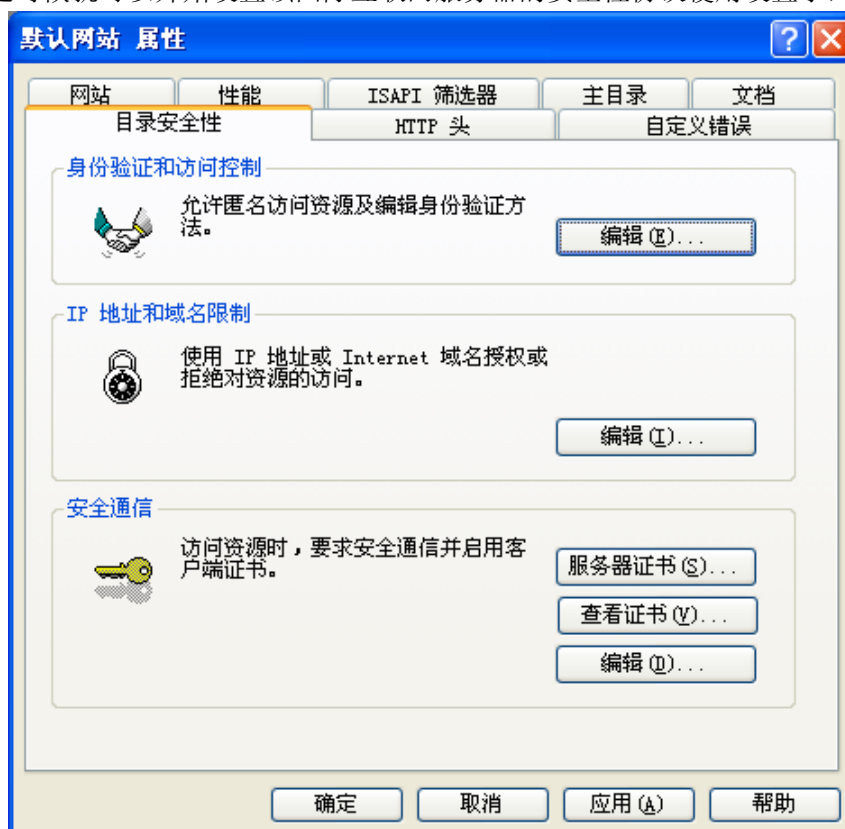 默认网站 属性
网站 性能 ISAPI 筛选器 主目录 文档
目录安全性 HTTP 头 自定义错误
身份验证和访问控制
允许匿名访问资源及编辑身份验证方
法。
编辑(E)...
IP 地址和域名限制
使用 IP 地址或 Internet 域名授权或
拒绝对资源的访问。
编辑(I)...
安全通信
访问资源时，要求安全通信并启用客
户端证书。
服务器证书(S)...
查看证书(V)...
编辑(D)...
确定 取消 应用(A) 帮助